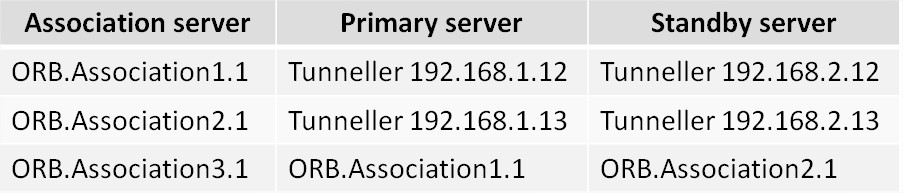 Association server Primary server Standby server
ORB.Association1.1 Tunneller 192.168.1.12 Tunneller 192.168.2.12
ORB.Association2.1 Tunneller 192.168.1.13 Tunneller 192.168.2.13
ORB.Association3.1 ORB.Association1.1 ORB.Association2.1